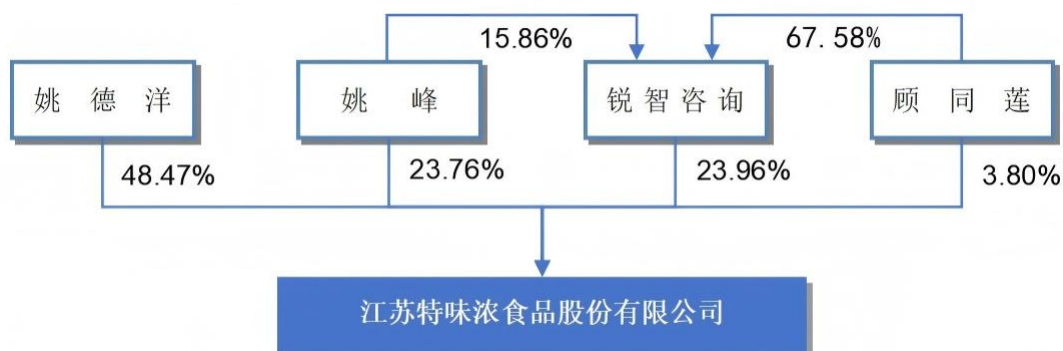 15.86%
67.58%
姚德洋
姚峰
锐智咨询
顾同莲
48.47%
23.76%
23.96%
3.80%
江苏特味浓食品股份有限公司